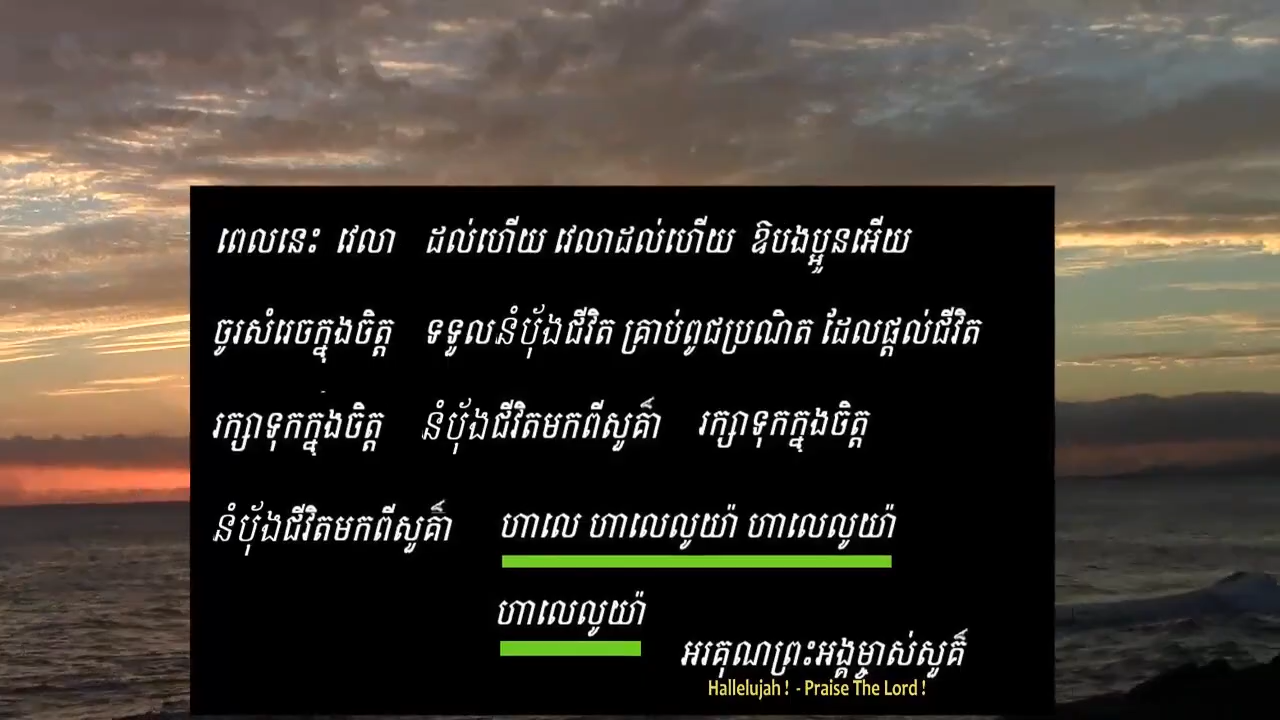 ពេលនេះ វេលា ដល់ហើយ វេលាដល់ហើយ ឱបងប្អូនអើយ
ចូរសំរេចក្នុងចិត្ត ទទួលនំប៉័ងជីវិត គ្រាប់ពូជប្រណិត ដែលផ្តល់ជីវិត
រក្សាទុកក្នុងចិត្ត នំប៉័ងជីវិតមកពីសួគ៌ា រក្សាទុកក្នុងចិត្ត
នំប៉័ងជីវិតមកពីសួគ៌ា ហាលេ ហាលេលូយ៉ា ហាលេលូយ៉ា
ហាលេលូយ៉ា
អរគុណព្រះអង្គម្ចាស់សួគ៌
Hallelujah ! - Praise The Lord !